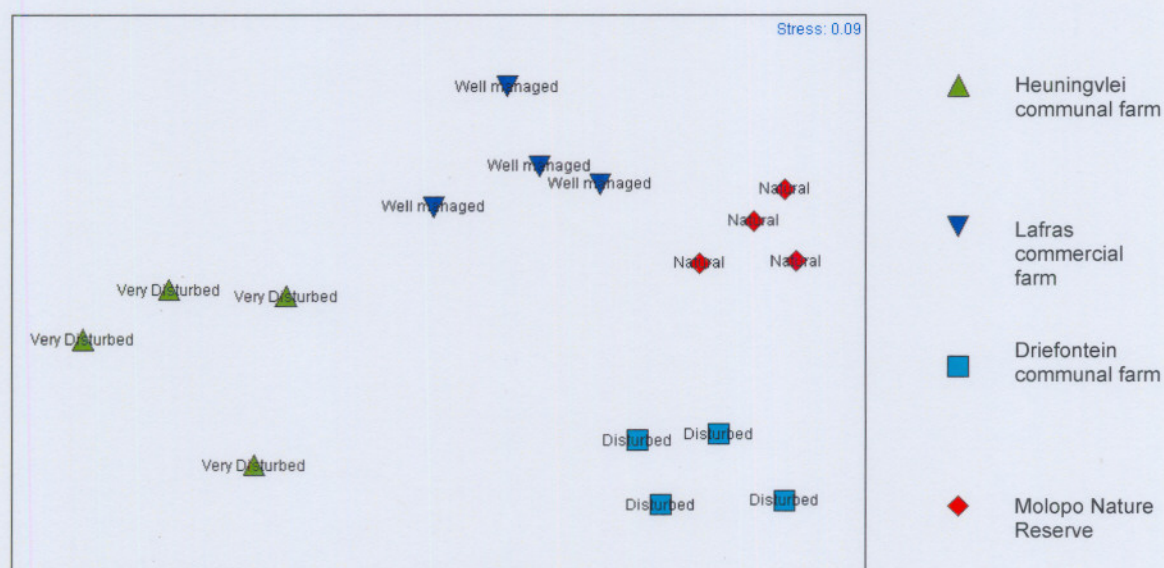 Stress: 0.09
Well managed
Well managed
Well managed
Well managed
Natural
Natural
Natural
Natural
Very Disturbed
Very Disturbed
Very Disturbed
Very Disturbed
Disturbed
Disturbed
Disturbed
Disturbed
Heuningvlei
communal farm
Lafras
commercial
farm
Driefontein
communal farm
Molopo Nature
Reserve